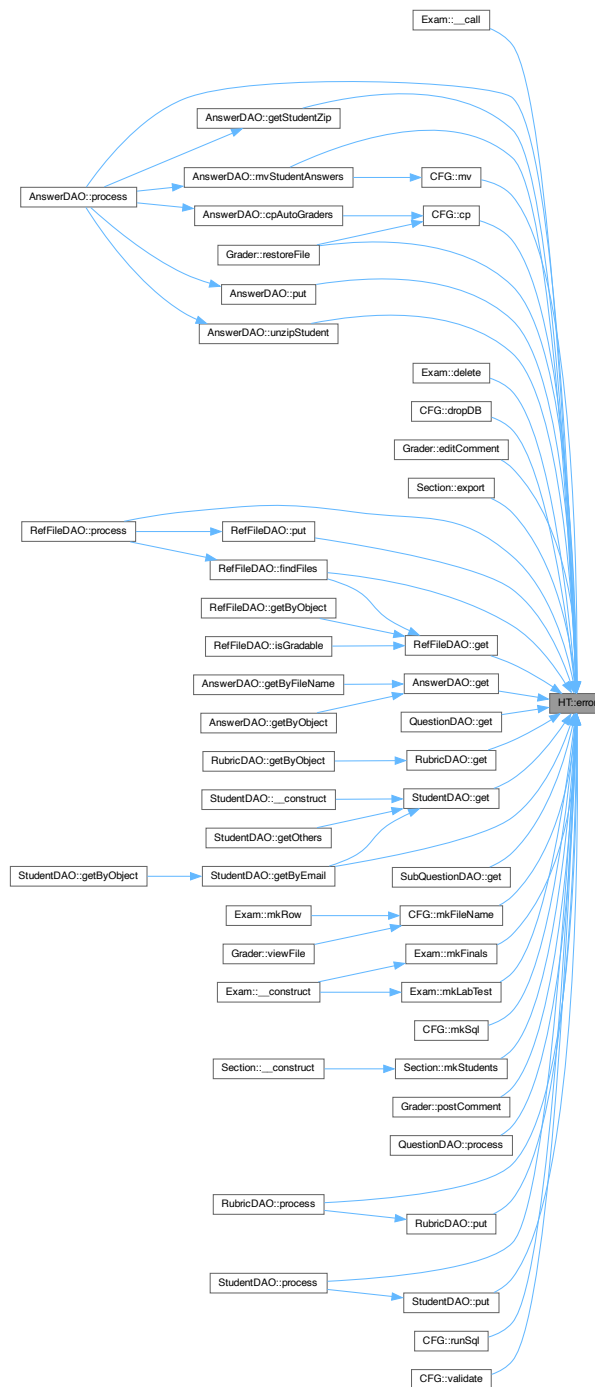 Exam::__call
AnswerDAO::getStudentZip
AnswerDAO::mvStudentAnswers
CFG::mv
AnswerDAO::process
AnswerDAO::cpAutoGraders
CFG::cp
Grader::restoreFile
AnswerDAO::put
AnswerDAO::unzipStudent
Exam::delete
CFG::dropDB
Grader::editComment
Section::export
RefFileDAO::process
RefFileDAO::put
RefFileDAO::findFiles
RefFileDAO::getByObject
RefFileDAO::isGradable
RefFileDAO::get
AnswerDAO::getByFileName
AnswerDAO::get
HT::error
AnswerDAO::getByObject
QuestionDAO::get
RubricDAO::getByObject
RubricDAO::get
StudentDAO::__construct
StudentDAO::get
StudentDAO::getOthers
StudentDAO::getByObject
StudentDAO::getByEmail
SubQuestionDAO::get
Exam::mkRow
CFG::mkFileName
Grader::viewFile
Exam::mkFinals
Exam::__construct
Exam::mkLabTest
CFG::mkSql
Section::__construct
Section::mkStudents
Grader::postComment
QuestionDAO::process
RubricDAO::process
RubricDAO::put
StudentDAO::process
StudentDAO::put
CFG::runSql
CFG::validate